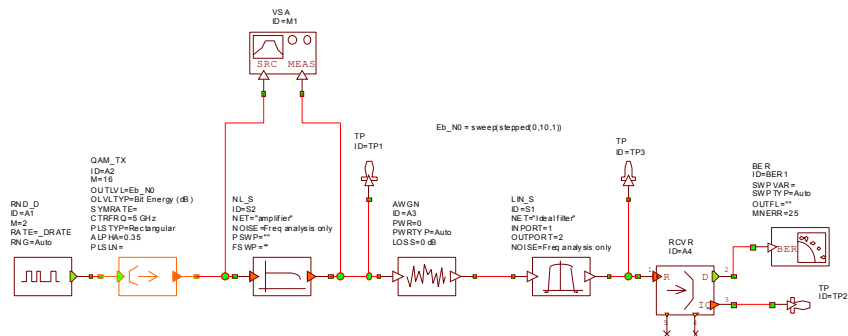 VSA
ID=M1
SRC MEAS
Eb_N0 = sweep(stepped(0,10,1))
TP
ID=TP1
TP
ID=TP3
QAM_TX
ID=A2
M=16
OUTLVL=Eb_N0
OLVLTYP=Bit Energy (dB)
SYMRATE=
CTRFRQ=5 GHz
PLSTYP=Rectangular
ALPHA=0.35
PLSLN=
RND_D
ID=A1
M=2
RATE=_DRATE
RNG=Auto
NL_S
ID=S2
NET="amplifier"
NOISE=Freq analysis only
PSWP=""
FSWP=""
AWGN
ID=A3
PWR=0
PWRTYP=Auto
LOSS=0 dB
LIN_S
ID=S1
NET="Ideal filter"
INPORT=1
OUTPORT=2
NOISE=Freq analysis only
BER
ID=BER1
SWPVAR=
SWPTYP=Auto
OUTFL=""
MNERR=25
RCVR
ID=A4
BER
1 R D 2
IQ 3
5 4
TP
ID=TP2